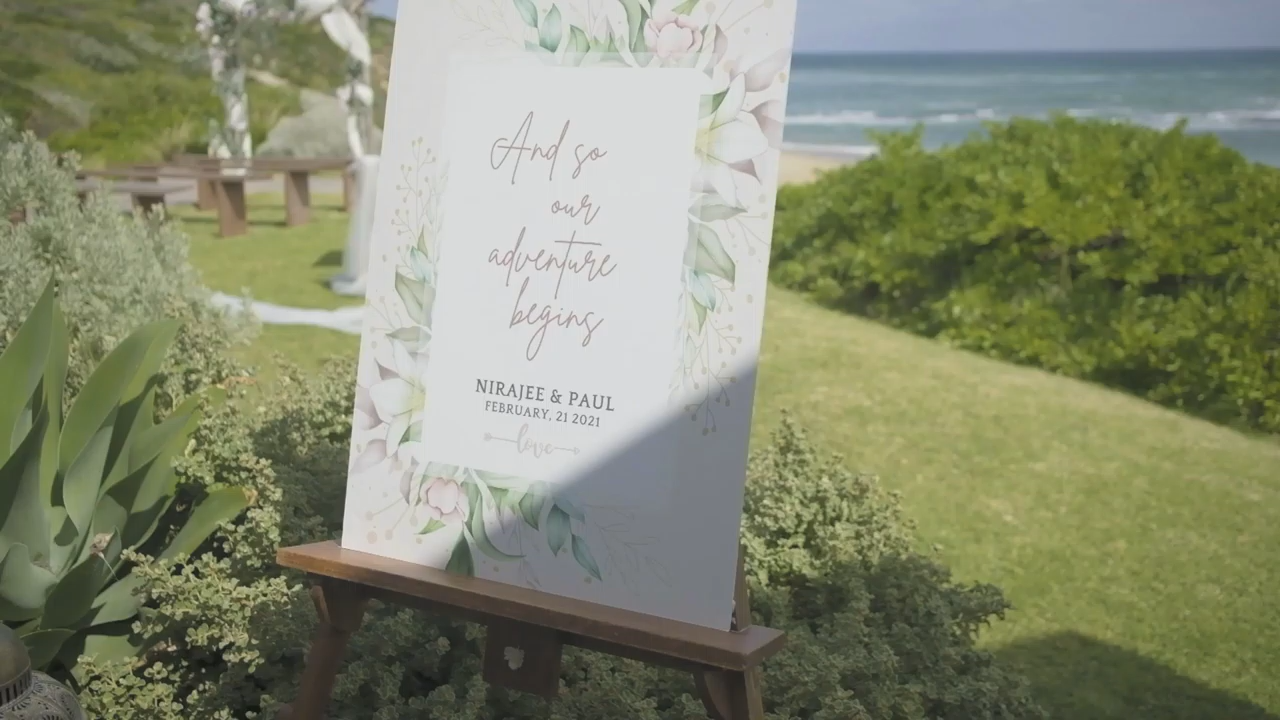 And so
our
adventure
begins
NIRAJEE & PAUL
FEBRUARY, 21 2021
love